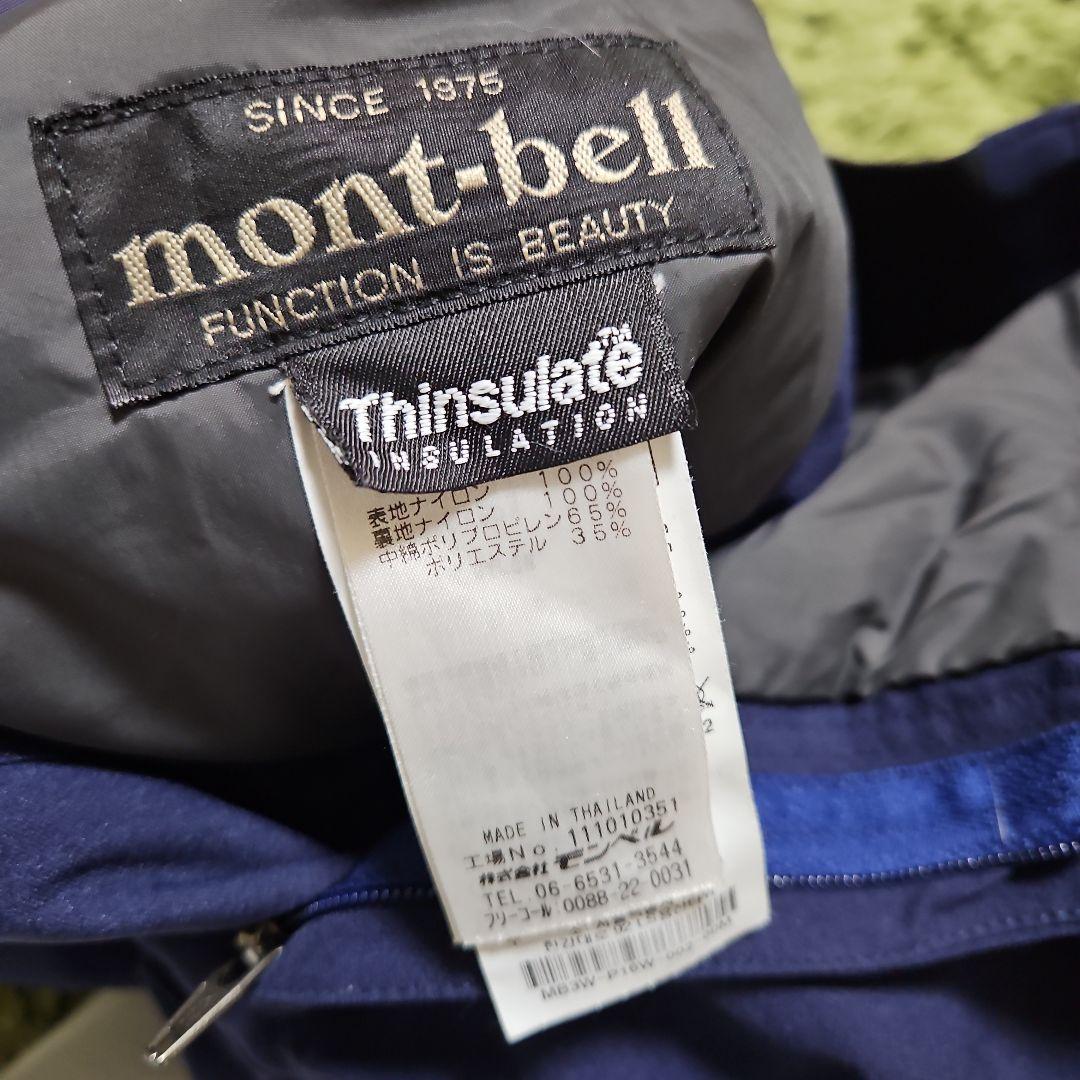 SINCE 1975
mont-bell
FUNCTION IS BEAUTY
Thinsulate™
INSULATION
表地ナイロン 100%
裏地ナイロン 100%
中綿ポリプロピレン 65%
ポリエステル 35%
MADE IN THAILAND
工場No. 111010351
株式会社 モンベル
TEL 06-6531-3544
フリーコール 0088-22-0031